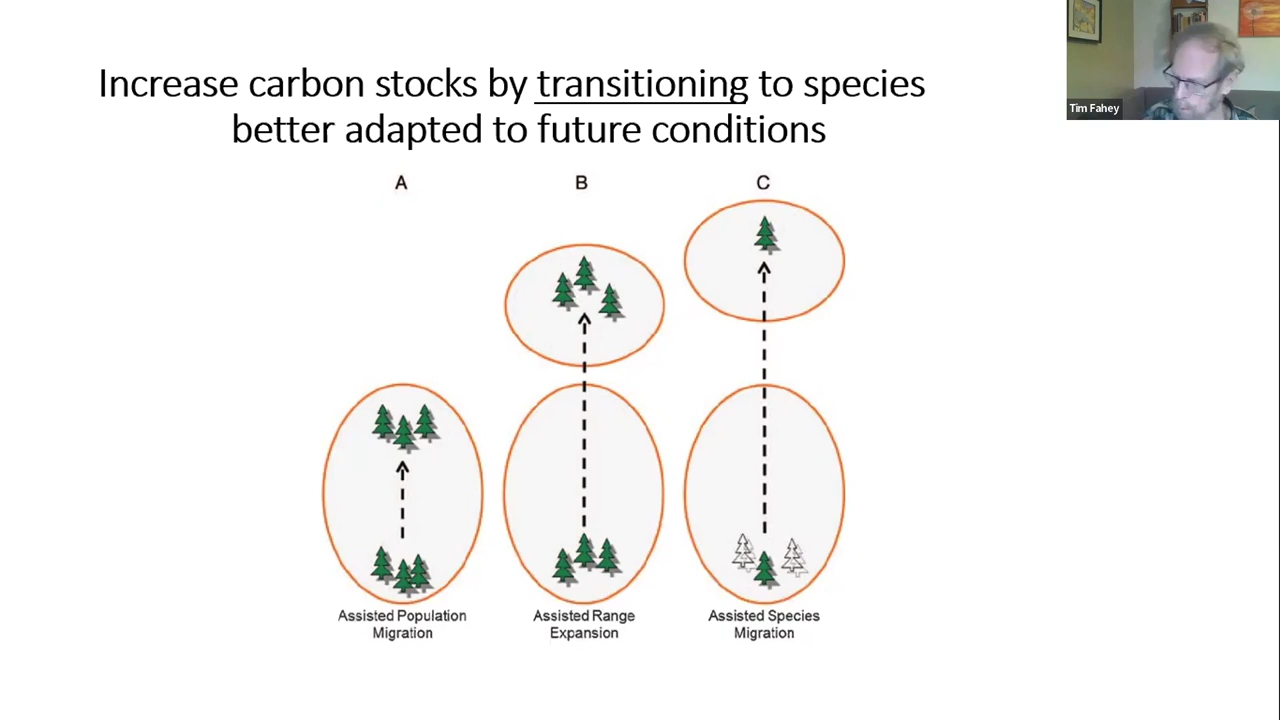 Increase carbon stocks by transitioning to species
better adapted to future conditions
Tim Fahey
A
B
C
Assisted Population
Migration
Assisted Range
Expansion
Assisted Species
Migration